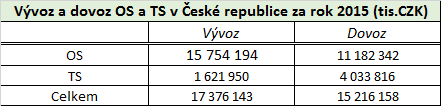 Vývoz a dovoz OS a TS v České republice za rok 2015 (tis.CZK)
Vývoz Dovoz
OS 15 754 194 11 182 342
TS 1 621 950 4 033 816
Celkem 17 376 143 15 216 158